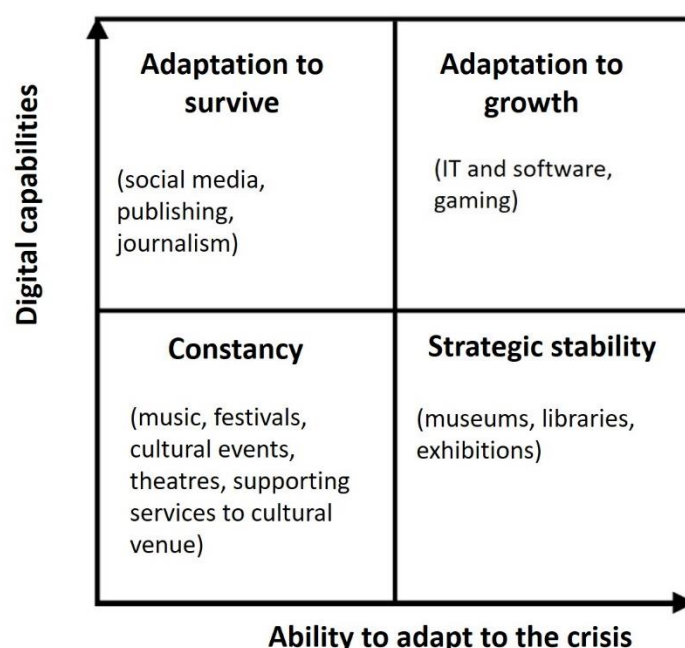 Digital capabilities
Adaptation to
survive
(social media,
publishing,
journalism)
Adaptation to
growth
(IT and software,
gaming)
Constancy
(music, festivals,
cultural events,
theatres, supporting
services to cultural
venue)
Strategic stability
(museums, libraries,
exhibitions)
Ability to adapt to the crisis